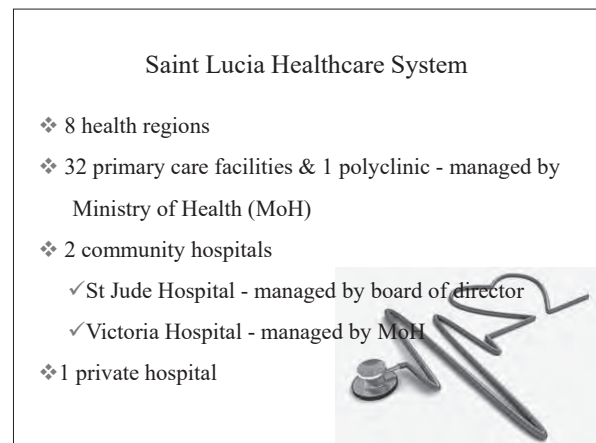 Saint Lucia Healthcare System
❖ 8 health regions
❖ 32 primary care facilities & 1 polyclinic - managed by
Ministry of Health (MoH)
❖ 2 community hospitals
✓St Jude Hospital - managed by board of director
✓Victoria Hospital - managed by MoH
❖1 private hospital